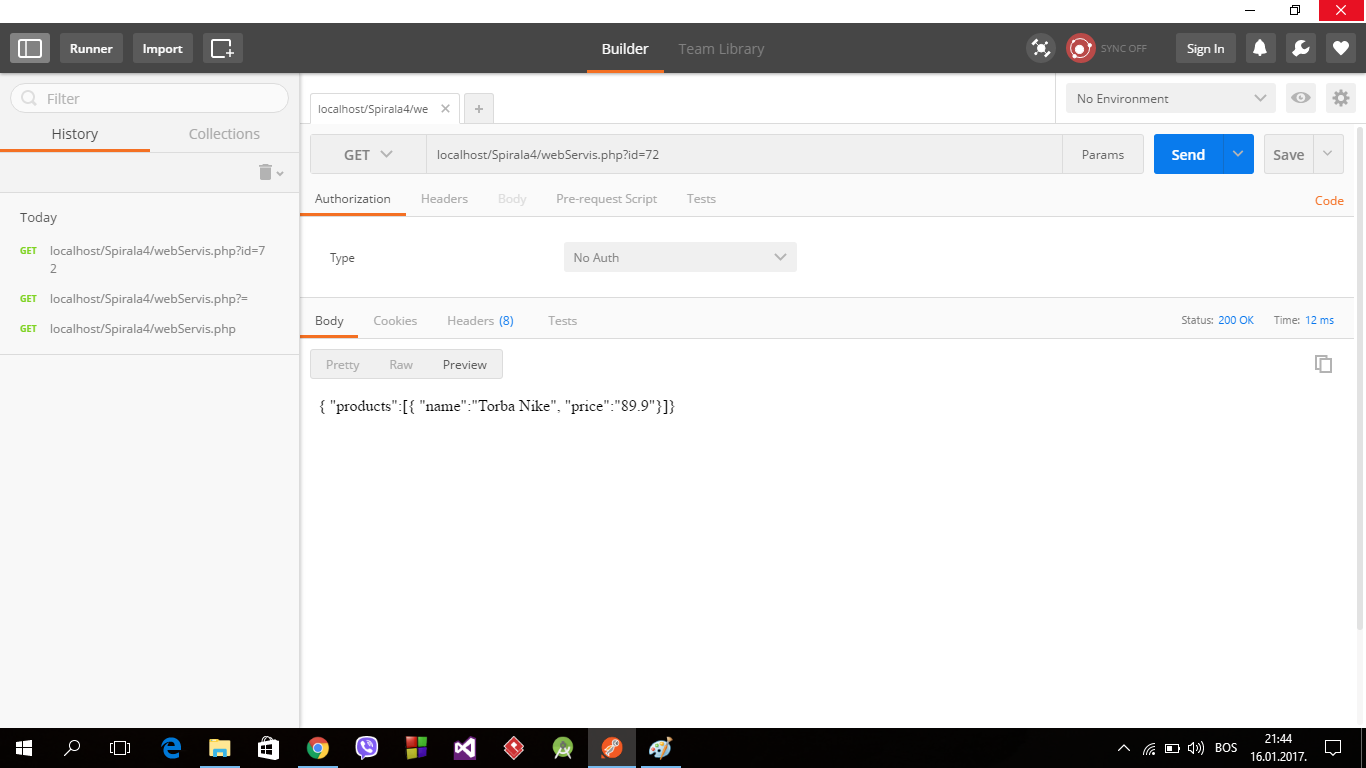 Runner Import Builder Team Library SYNC OFF Sign In
Filter
History Collections
Today
GET localhost/Spirala4/webServis.php?id=7
2
GET localhost/Spirala4/webServis.php?=
GET localhost/Spirala4/webServis.php
localhost/Spirala4/we No Environment
GET localhost/Spirala4/webServis.php?id=72 Params Send Save
Authorization Headers Body Pre-request Script Tests Code
Type No Auth
Body Cookies Headers (8) Tests Status: 200 OK Time: 12 ms
Pretty Raw Preview
{ "products":[{ "name":"Torba Nike", "price":"89.9"}]}
BOS 21:44
16.01.2017.